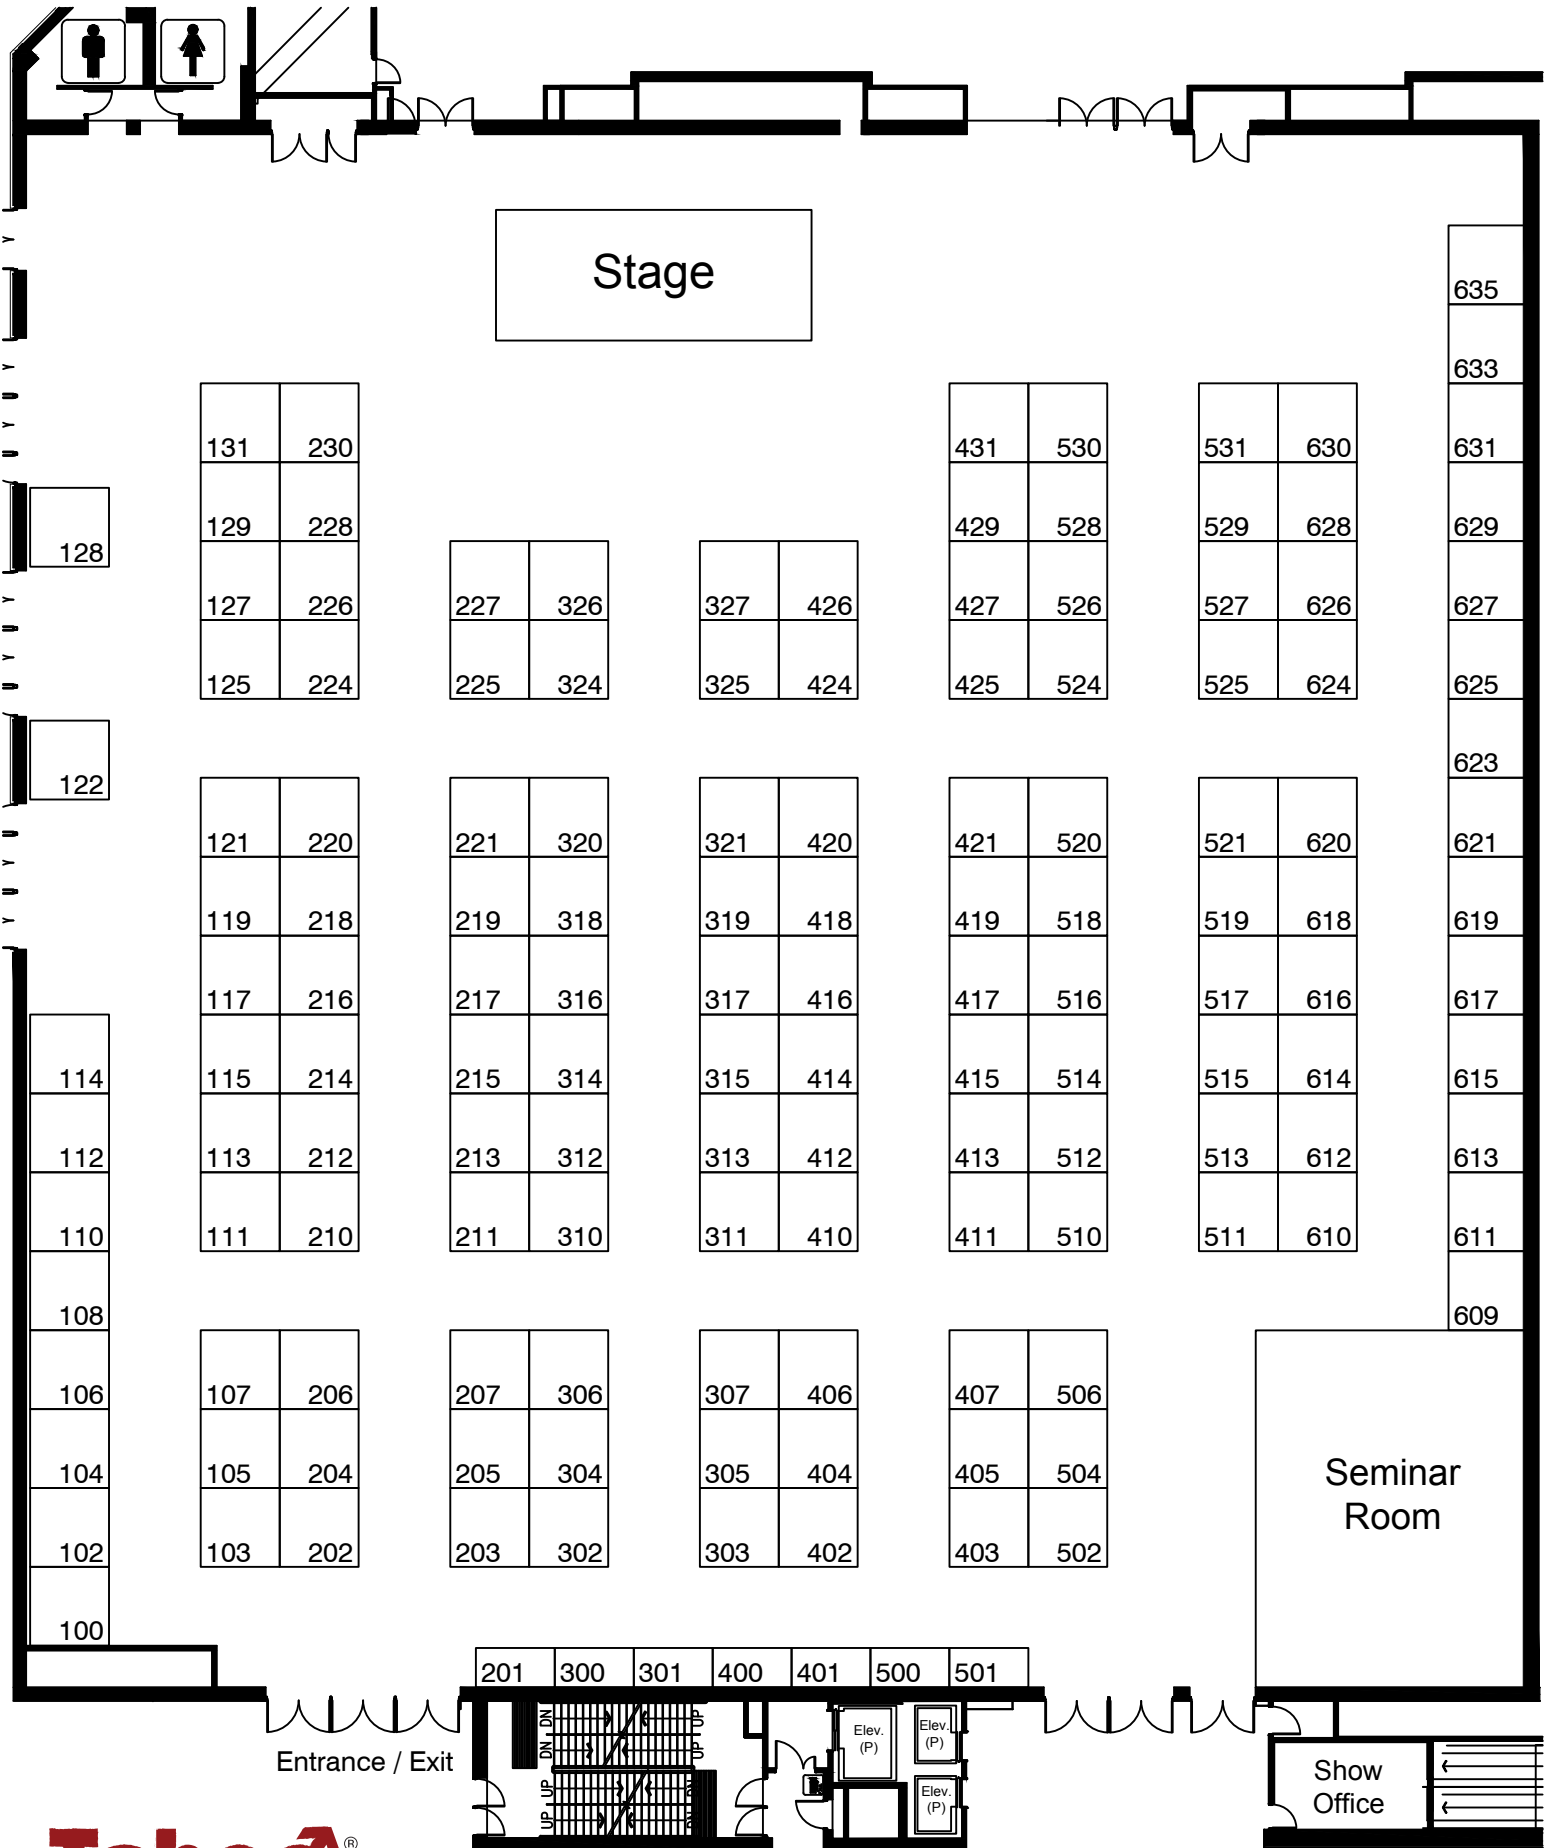 Stage
635
633
131 230 431 530 531 630 631
129 228 429 528 529 628 629
128
127 226 227 326 327 426 427 526 527 626 627
125 224 225 324 325 424 425 524 525 624 625
623
122
121 220 221 320 321 420 421 520 521 620 621
119 218 219 318 319 418 419 518 519 618 619
117 216 217 316 317 416 417 516 517 616 617
114 115 214 215 314 315 414 415 514 515 614 615
112 113 212 213 312 313 412 413 512 513 612 613
110 111 210 211 310 311 410 411 510 511 610 611
108 609
106 107 206 207 306 307 406 407 506
104 105 204 205 304 305 404 405 504
Seminar
Room
102 103 202 203 302 303 402 403 502
100
201 300 301 400 401 500 501
DN UP
DN UP
Elev.
(P)
Elev.
(P)
Entrance / Exit
UP DN
UP DN
Elev.
(P)
Show
Office